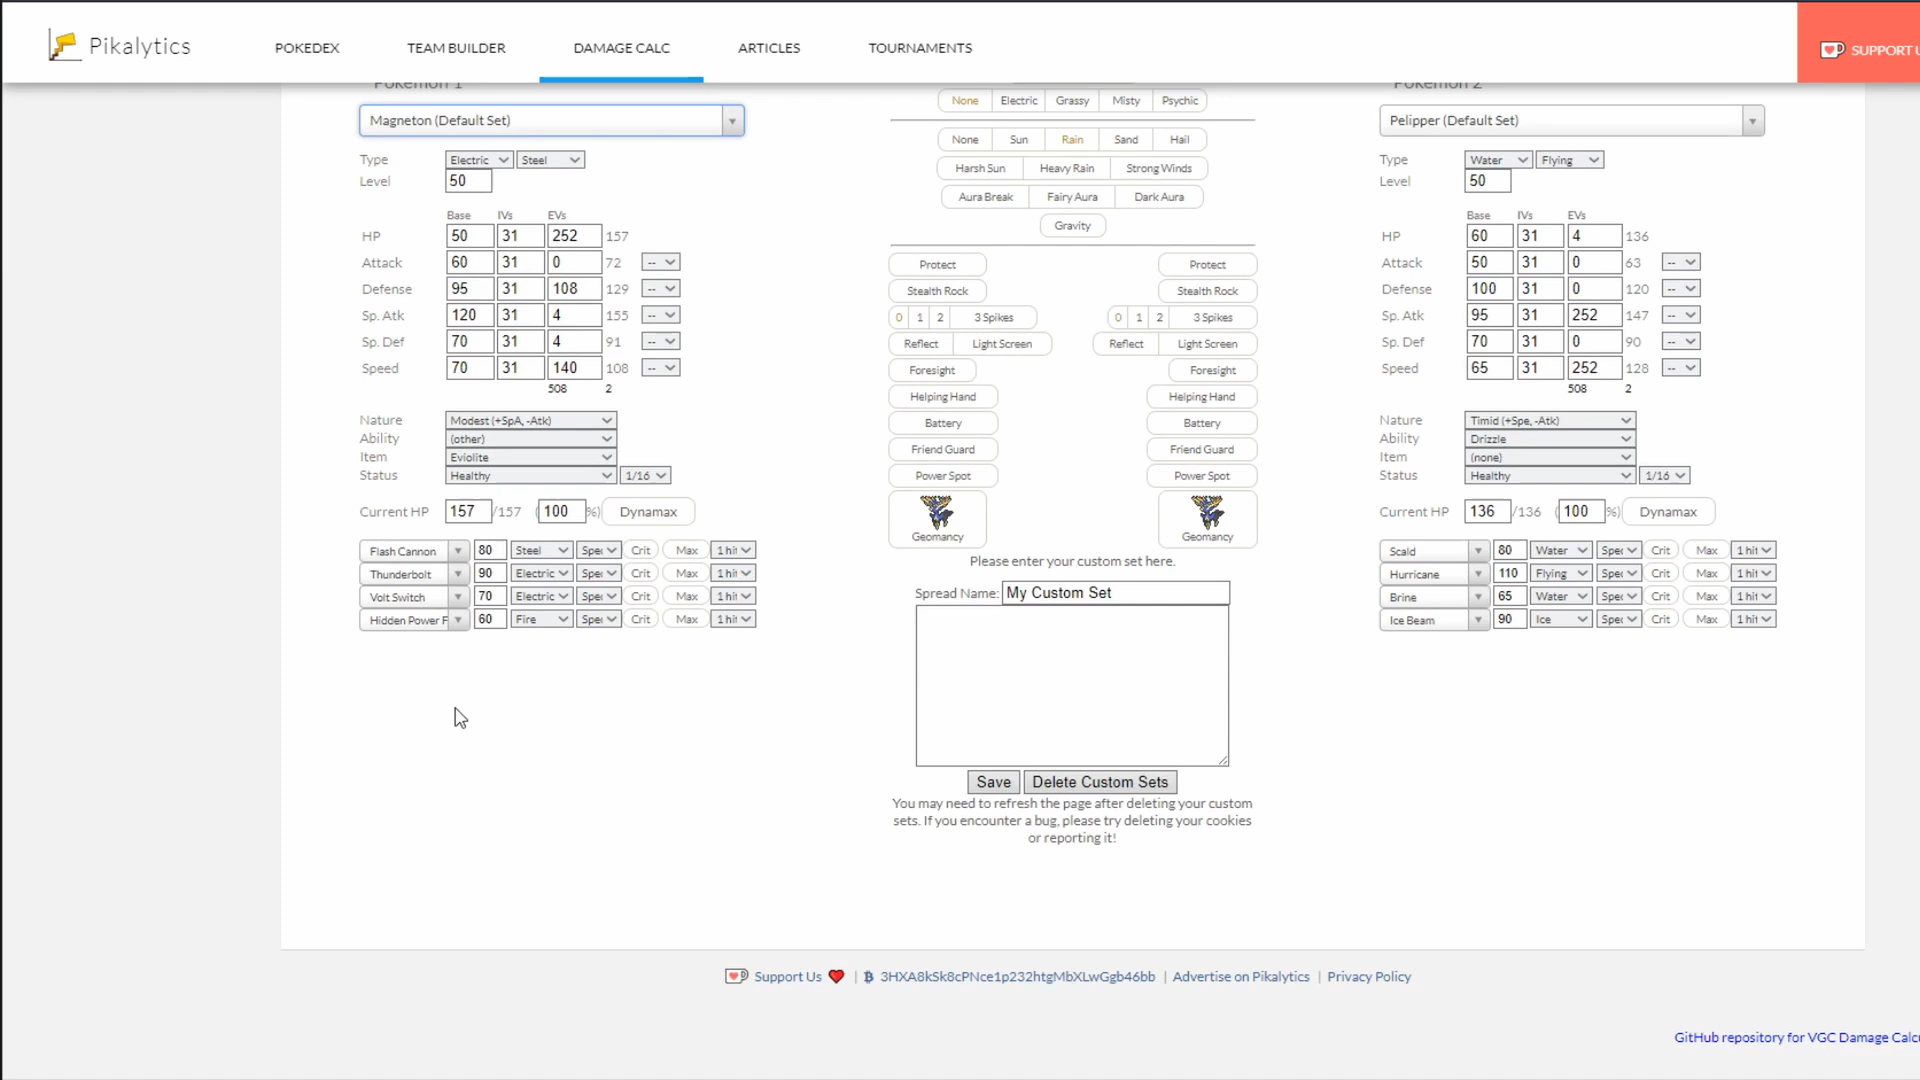 Pikalytics
POKEDEX
TEAM BUILDER
DAMAGE CALC
ARTICLES
TOURNAMENTS
SUPPORT U
Pokemon 1
Magneton (Default Set)
Type Electric Steel
Level 50
Base IVs EVs
HP 50 31 252 157
Attack 60 31 0 72 --
Defense 95 31 108 129 --
Sp. Atk 120 31 4 155 --
Sp. Def 70 31 4 91 --
Speed 70 31 140 108 --
508 2
Nature Modest (+SpA, -Atk)
Ability (other)
Item Eviolite
Status Healthy 1/16
Current HP 157 /157 ( 100 %) Dynamax
Flash Cannon 80 Steel Spec Crit Max 1 hit
Thunderbolt 90 Electric Spec Crit Max 1 hit
Volt Switch 70 Electric Spec Crit Max 1 hit
Hidden Power F 60 Fire Spec Crit Max 1 hit
None Electric Grassy Misty Psychic
None Sun Rain Sand Hail
Harsh Sun Heavy Rain Strong Winds
Aura Break Fairy Aura Dark Aura
Gravity
Protect Protect
Stealth Rock Stealth Rock
0 1 2 3 Spikes 0 1 2 3 Spikes
Reflect Light Screen Reflect Light Screen
Foresight Foresight
Helping Hand Helping Hand
Battery Battery
Friend Guard Friend Guard
Power Spot Power Spot
Geomancy Geomancy
Please enter your custom set here.
Spread Name: My Custom Set
Save Delete Custom Sets
You may need to refresh the page after deleting your custom
sets. If you encounter a bug, please try deleting your cookies
or reporting it!
Pokemon 2
Pelipper (Default Set)
Type Water Flying
Level 50
Base IVs EVs
HP 60 31 4 136
Attack 50 31 0 63 --
Defense 100 31 0 120 --
Sp. Atk 95 31 252 147 --
Sp. Def 70 31 0 90 --
Speed 65 31 252 128 --
508 2
Nature Timid (+Spe, -Atk)
Ability Drizzle
Item (none)
Status Healthy 1/16
Current HP 136 /136 ( 100 %) Dynamax
Scald 80 Water Spec Crit Max 1 hit
Hurricane 110 Flying Spec Crit Max 1 hit
Brine 65 Water Spec Crit Max 1 hit
Ice Beam 90 Ice Spec Crit Max 1 hit
Support Us | 3HXA8kSk8cPNce1p232htgMbXLwGgb46bb | Advertise on Pikalytics | Privacy Policy
GitHub repository for VGC Damage Calcu